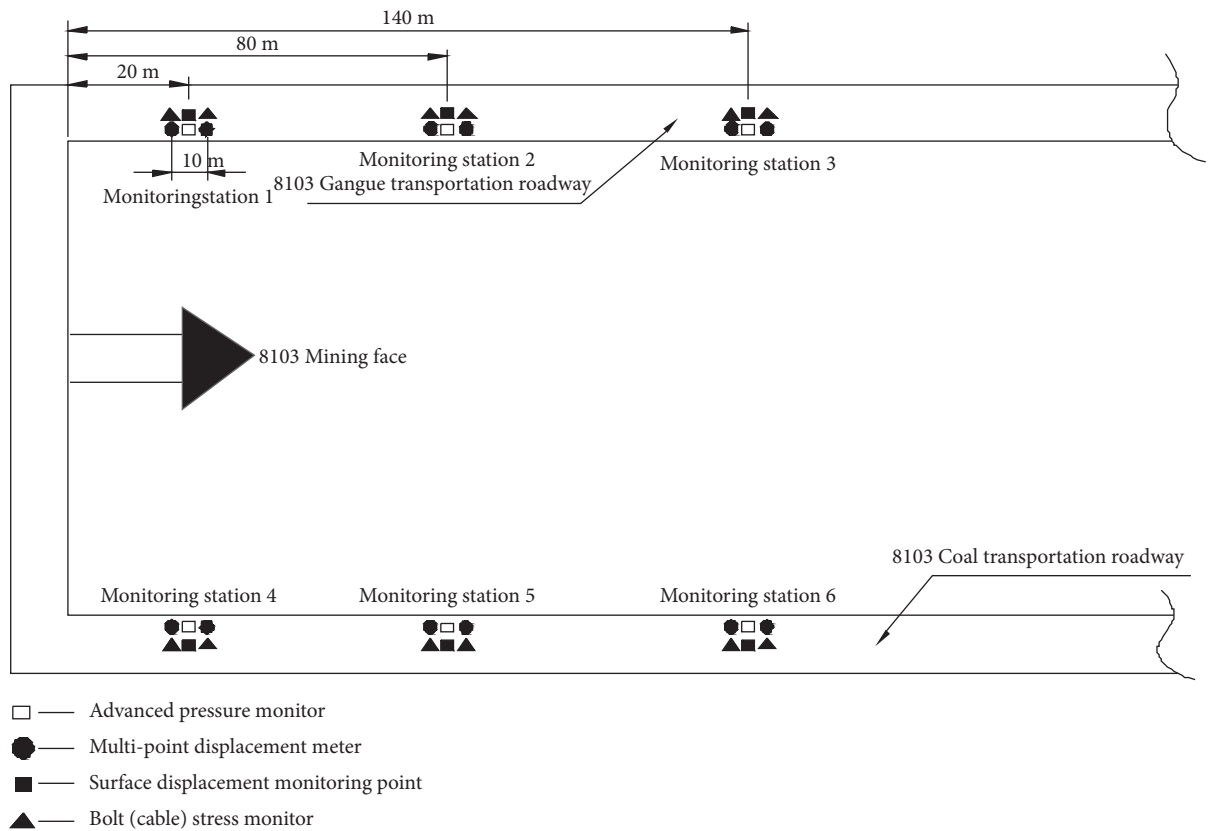 140 m
80 m
20 m
10 m
Monitoring station 2
Monitoring station 3
8103 Gangue transportation roadway
Monitoringstation 1
8103 Mining face
8103 Coal transportation roadway
Monitoring station 4
Monitoring station 5
Monitoring station 6
Advanced pressure monitor
Multi-point displacement meter
Surface displacement monitoring point
Bolt (cable) stress monitor